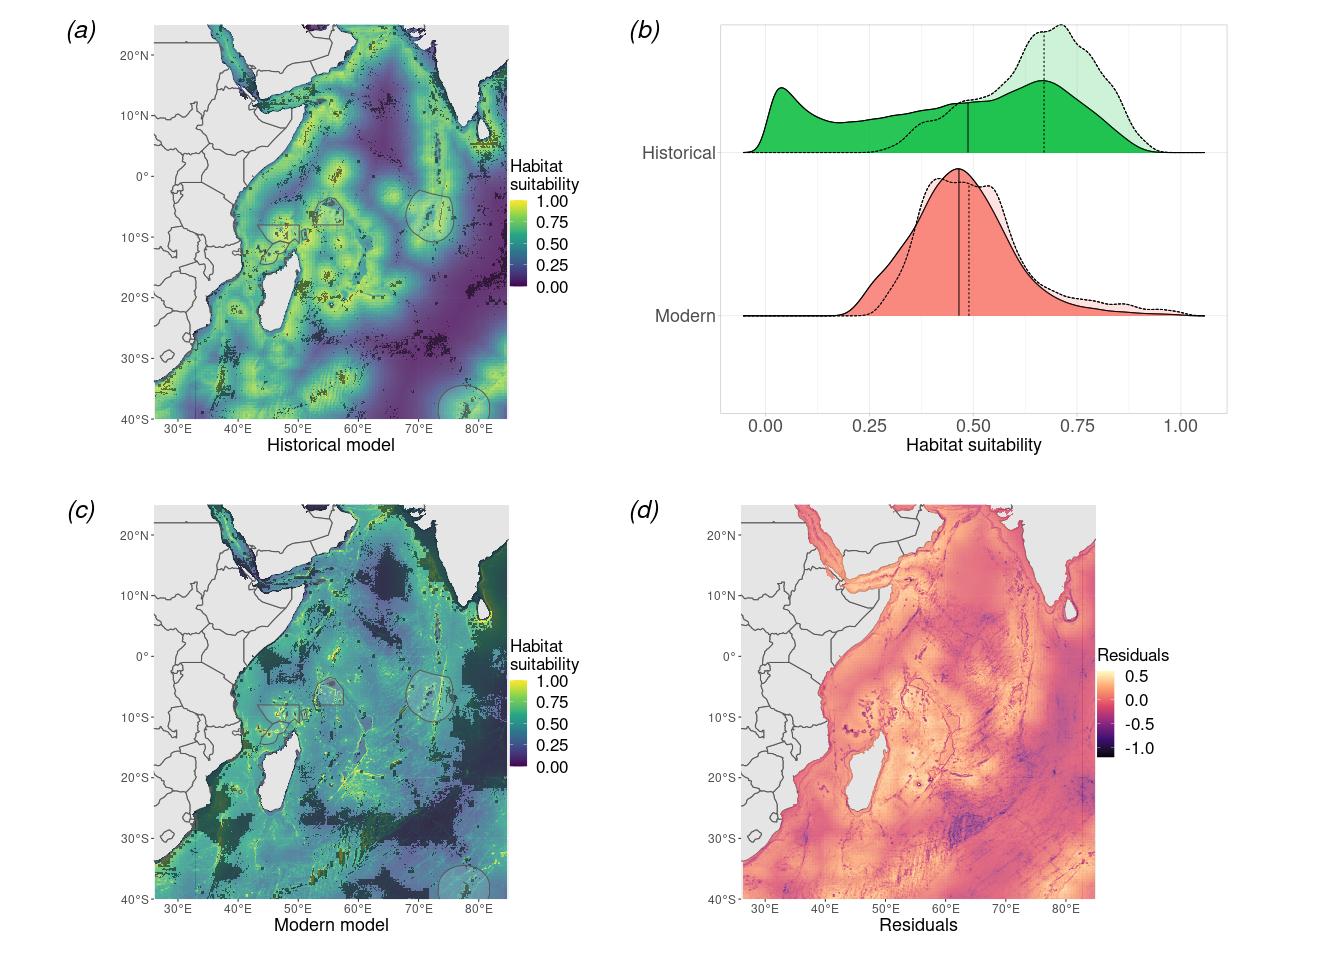 (a)
20°N
10°N
0°
10°S
20°S
30°S
40°S
30°E 40°E 50°E 60°E 70°E 80°E
Historical model
Habitat
suitability
1.00
0.75
0.50
0.25
0.00
(b)
Historical
Modern
0.00 0.25 0.50 0.75 1.00
Habitat suitability
(c)
20°N
10°N
0°
10°S
20°S
30°S
40°S
30°E 40°E 50°E 60°E 70°E 80°E
Modern model
Habitat
suitability
1.00
0.75
0.50
0.25
0.00
(d)
20°N
10°N
0°
10°S
20°S
30°S
40°S
30°E 40°E 50°E 60°E 70°E 80°E
Residuals
Residuals
0.5
0.0
-0.5
-1.0